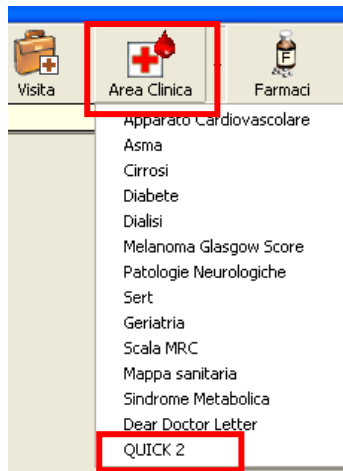 Visita
Area Clinica
Farmaci
Apparato Cardiovascolare
Asma
Cirrosi
Diabete
Dialisi
Melanoma Glasgow Score
Patologie Neurologiche
Sert
Geriatria
Scala MRC
Mappa sanitaria
Sindrome Metabolica
Dear Doctor Letter
QUICK 2
F